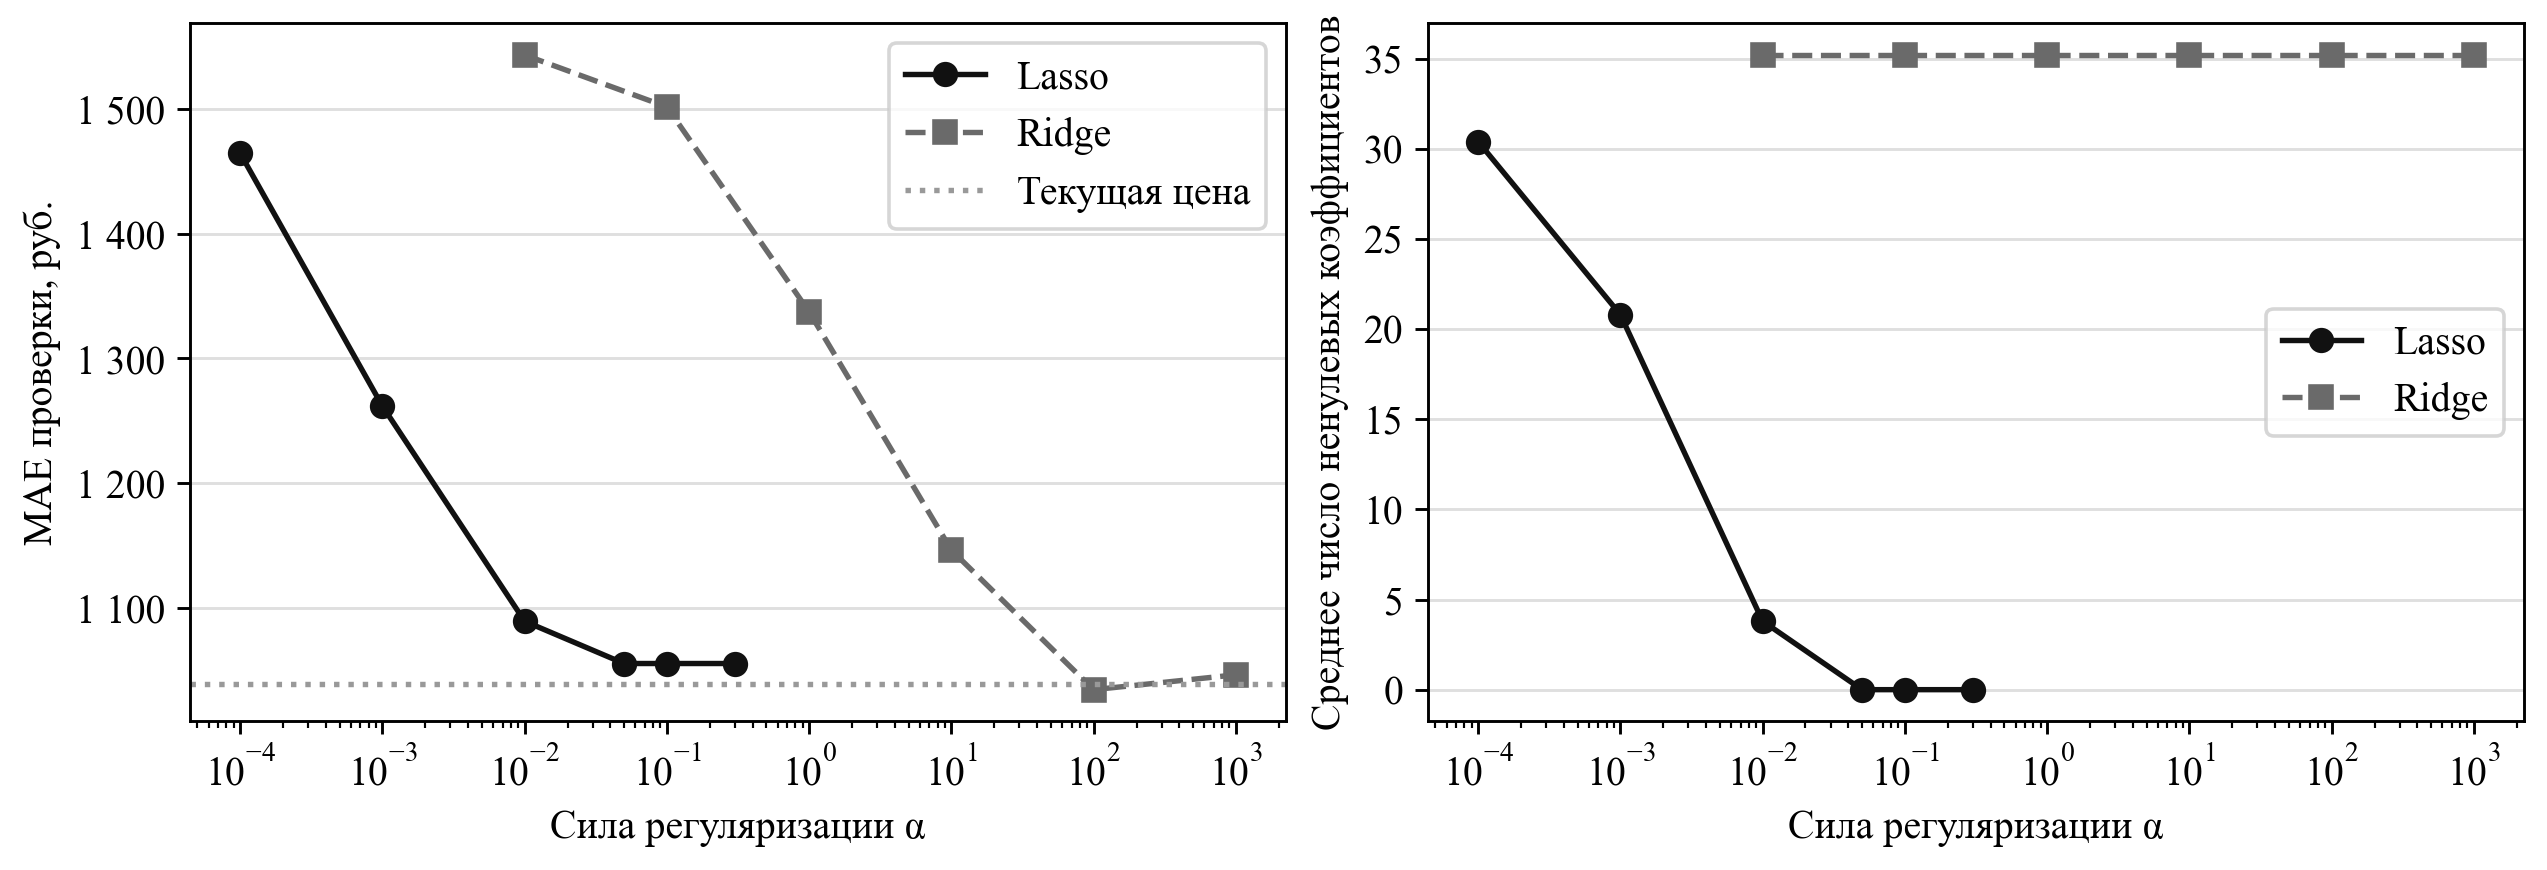 МАЕ проверки, руб.
1 500
1 400
1 300
1 200
1 100
Lasso
Ridge
Текущая цена
10⁻⁴ 10⁻³ 10⁻² 10⁻¹ 10⁰ 10¹ 10² 10³
Сила регуляризации α
Среднее число ненулевых коэффициентов
35
30
25
20
15
10
5
0
Lasso
Ridge
10⁻⁴ 10⁻³ 10⁻² 10⁻¹ 10⁰ 10¹ 10² 10³
Сила регуляризации α